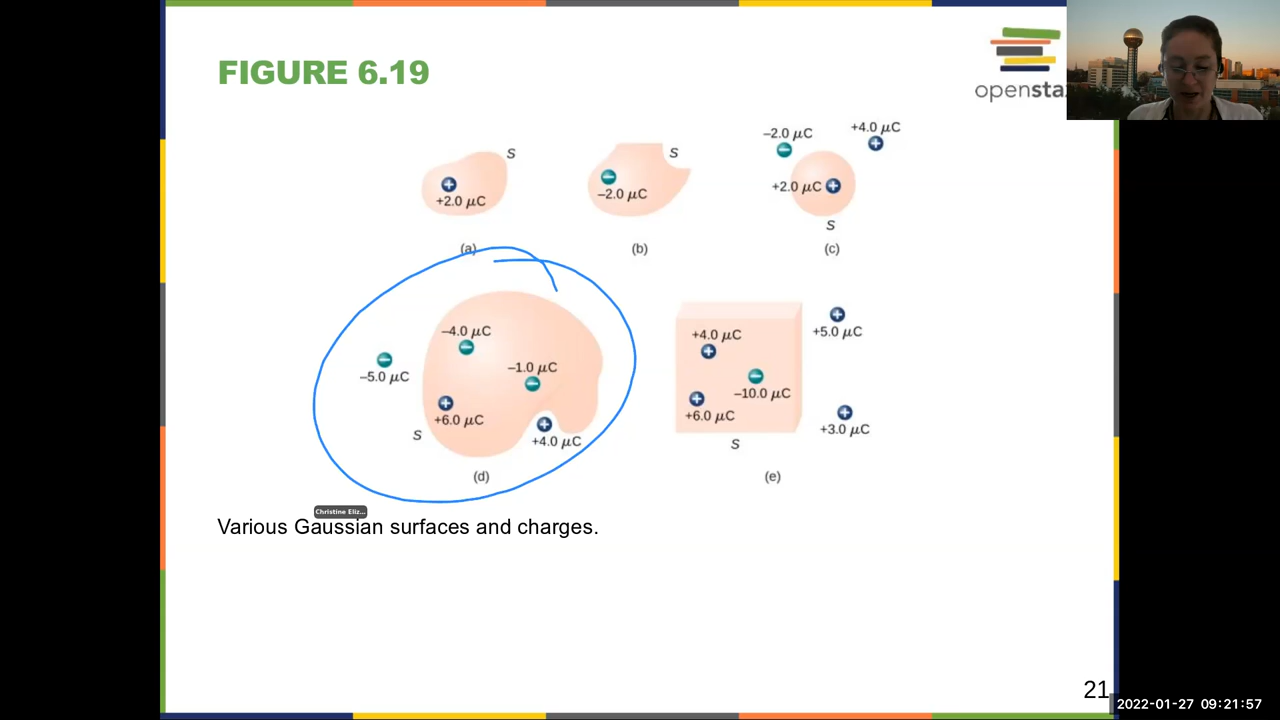 FIGURE 6.19
opensta
S
+2.0 μC
(a)
S
–2.0 μC
(b)
–2.0 μC
+4.0 μC
+2.0 μC
S
(c)
–4.0 μC
–1.0 μC
–5.0 μC
+6.0 μC
+4.0 μC
S
(d)
+4.0 μC
+5.0 μC
–10.0 μC
+6.0 μC
+3.0 μC
S
(e)
Christine Eliz...
Various Gaussian surfaces and charges.
21
2022-01-27 09:21:57